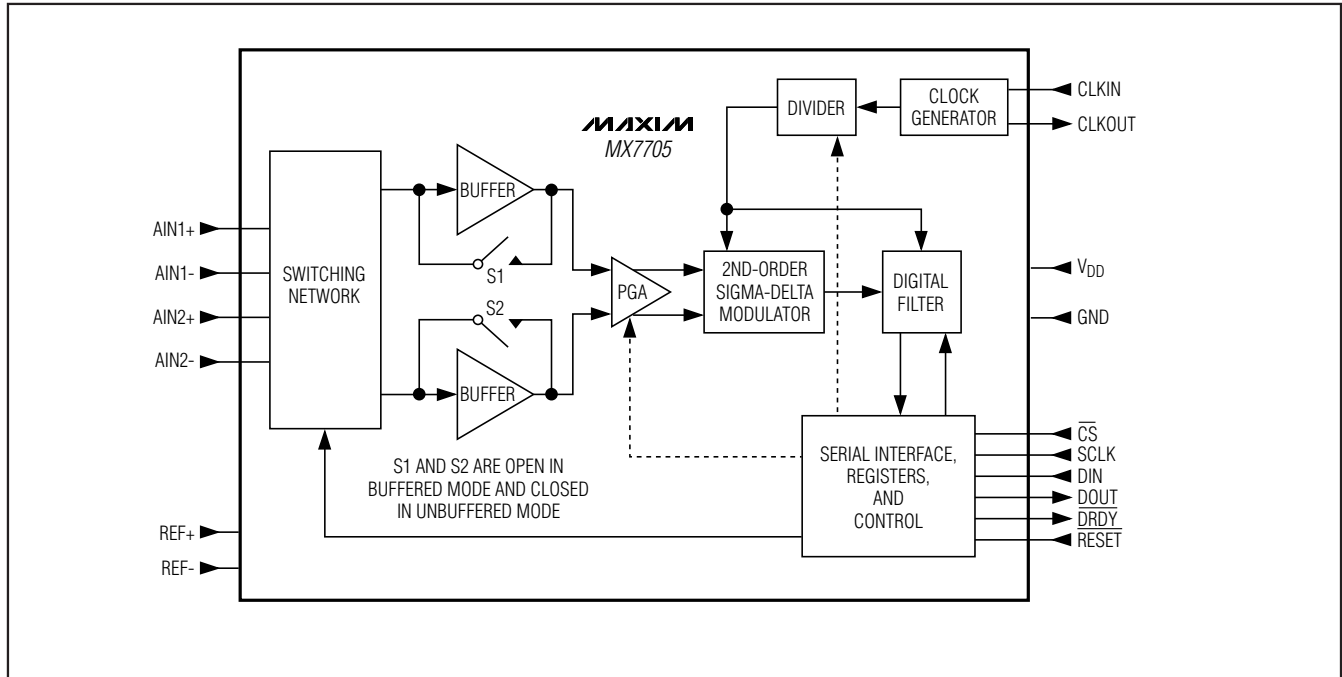 CLKIN
CLKOUT
CLOCK
GENERATOR
DIVIDER
MAXIM
MX7705
BUFFER
S1
AIN1+
AIN1-
AIN2+
AIN2-
SWITCHING
NETWORK
PGA
2ND-ORDER
SIGMA-DELTA
MODULATOR
DIGITAL
FILTER
VDD
GND
S2
BUFFER
S1 AND S2 ARE OPEN IN
BUFFERED MODE AND CLOSED
IN UNBUFFERED MODE
SERIAL INTERFACE,
REGISTERS,
AND
CONTROL
CS
SCLK
DIN
DOUT
DRDY
RESET
REF+
REF-